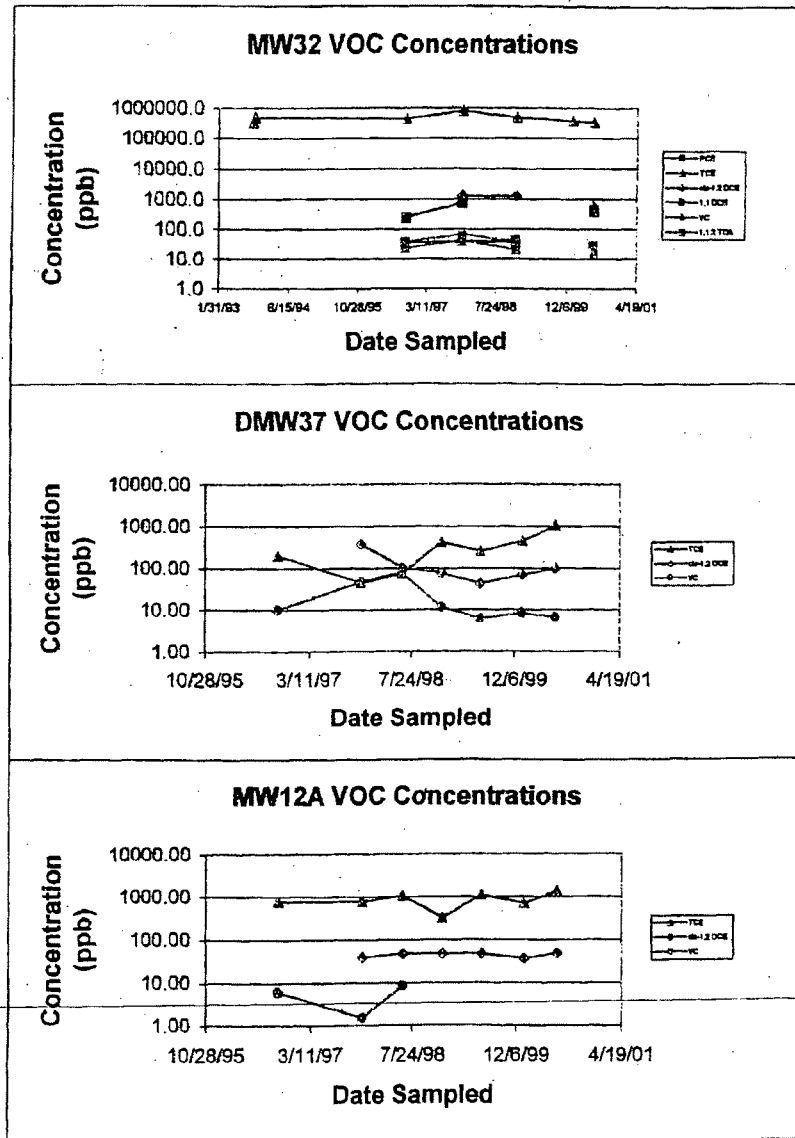 MW32 VOC Concentrations
Concentration
(ppb)
1000000.0
100000.0
10000.0
1000.0
100.0
10.0
1.0
1/31/93 6/15/94 10/28/95 3/11/97 7/24/98 12/6/99 4/19/01
Date Sampled
PCE
TCE
cis-1,2 DCE
1,1 DCE
VC
1,1,2 TCA
DMW37 VOC Concentrations
Concentration
(ppb)
10000.00
1000.00
100.00
10.00
1.00
10/28/95 3/11/97 7/24/98 12/6/99 4/19/01
Date Sampled
TCE
cis-1,2 DCE
VC
MW12A VOC Concentrations
Concentration
(ppb)
10000.00
1000.00
100.00
10.00
1.00
10/28/95 3/11/97 7/24/98 12/6/99 4/19/01
Date Sampled
TCE
cis-1,2 DCE
VC